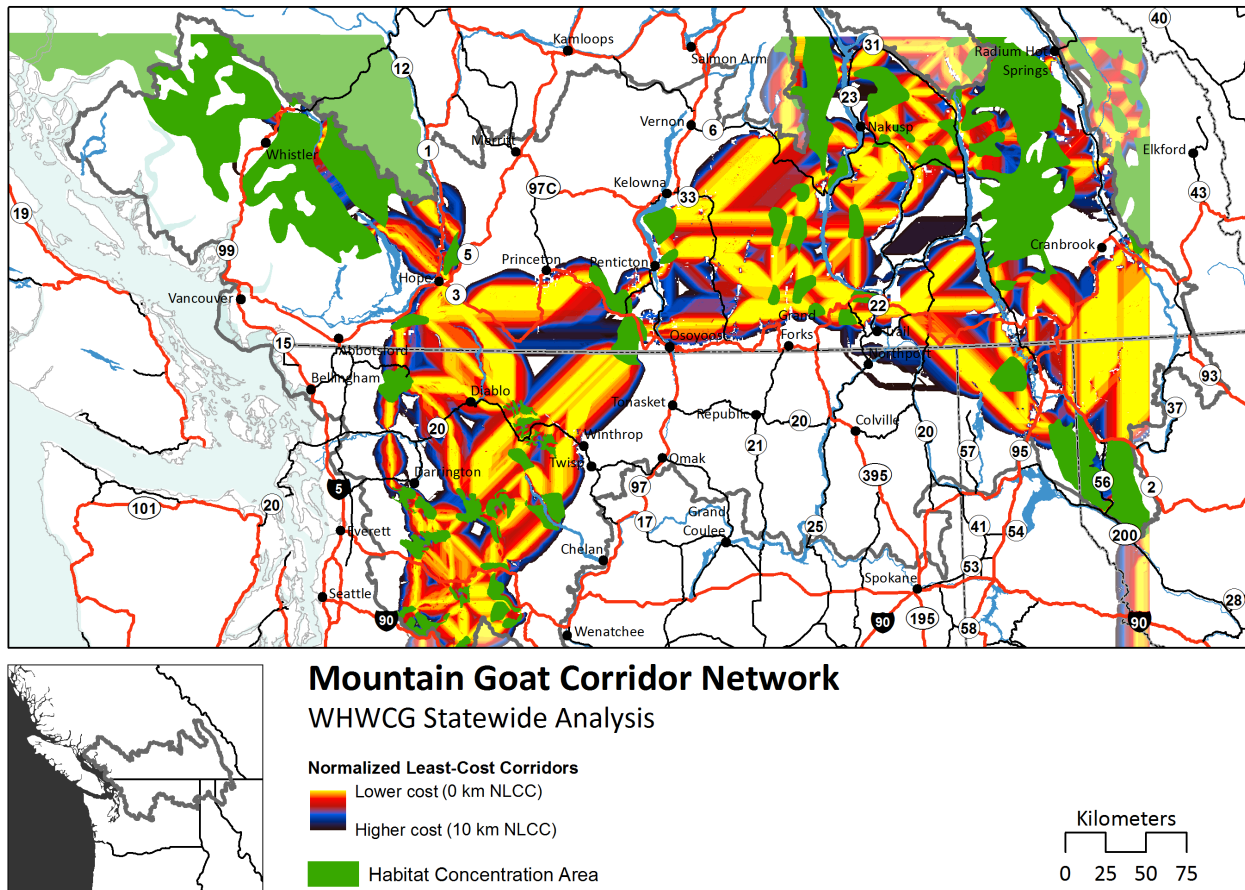 40
Kamloops
31
Radium Hot
Springs
Salmon Arm
12
23
Vernon
6
Nakusp
Merritt
1
Whistler
Elkford
97C
Kelowna
33
43
19
99
5
Cranbrook
Princeton
Penticton
Hope
3
Vancouver
22
Grand
Forks
Trail
Osoyoos
15
Abbotsford
Northport
93
Bellingham
Diablo
Tonasket
Republic
37
20
20
Colville
20
21
Winthrop
57
95
Twisp
Omak
Darrington
97
395
56
2
5
101
20
17
Grand
Coulee
25
41
54
200
Everett
Chelan
53
Spokane
Seattle
28
90
Wenatchee
90
195
58
90
Mountain Goat Corridor Network
WHWCG Statewide Analysis
Normalized Least-Cost Corridors
Lower cost (0 km NLCC)
Higher cost (10 km NLCC)
Habitat Concentration Area
Kilometers
0 25 50 75